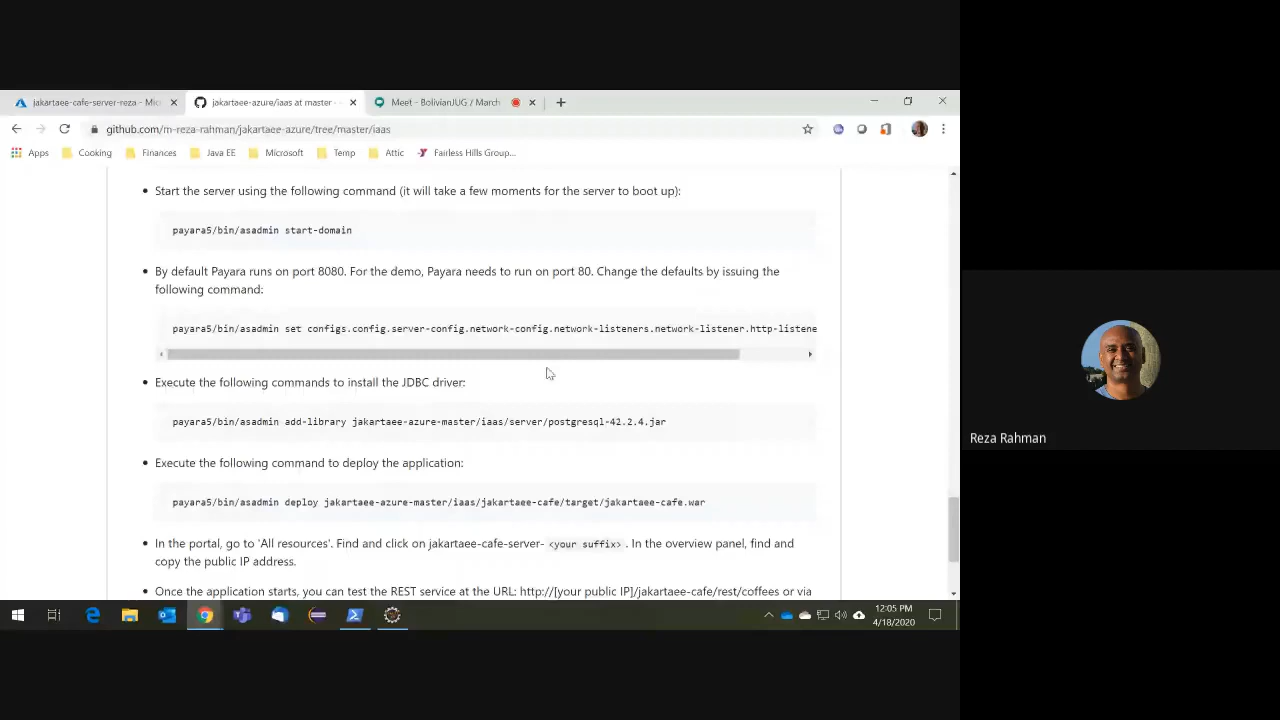 jakartaee-cafe-server-reza - Mic
jakartaee-azure/iaas at master ·
Meet – BolivianJUG / March
github.com/m-reza-rahman/jakartaee-azure/tree/master/iaas
Apps
Cooking
Finances
Java EE
Microsoft
Temp
Attic
Fairless Hills Group...
• Start the server using the following command (it will take a few moments for the server to boot up):
payara5/bin/asadmin start-domain
• By default Payara runs on port 8080. For the demo, Payara needs to run on port 80. Change the defaults by issuing the
following command:
payara5/bin/asadmin set configs.config.server-config.network-config.network-listeners.network-listener.http-listene
• Execute the following commands to install the JDBC driver:
payara5/bin/asadmin add-library jakartaee-azure-master/iaas/server/postgresql-42.2.4.jar
• Execute the following command to deploy the application:
payara5/bin/asadmin deploy jakartaee-azure-master/iaas/jakartaee-cafe/target/jakartaee-cafe.war
• In the portal, go to 'All resources'. Find and click on jakartaee-cafe-server- <your suffix> . In the overview panel, find and
copy the public IP address.
• Once the application starts, you can test the REST service at the URL: http://[your public IP]/jakartaee-cafe/rest/coffees or via
Reza Rahman
12:05 PM
4/18/2020